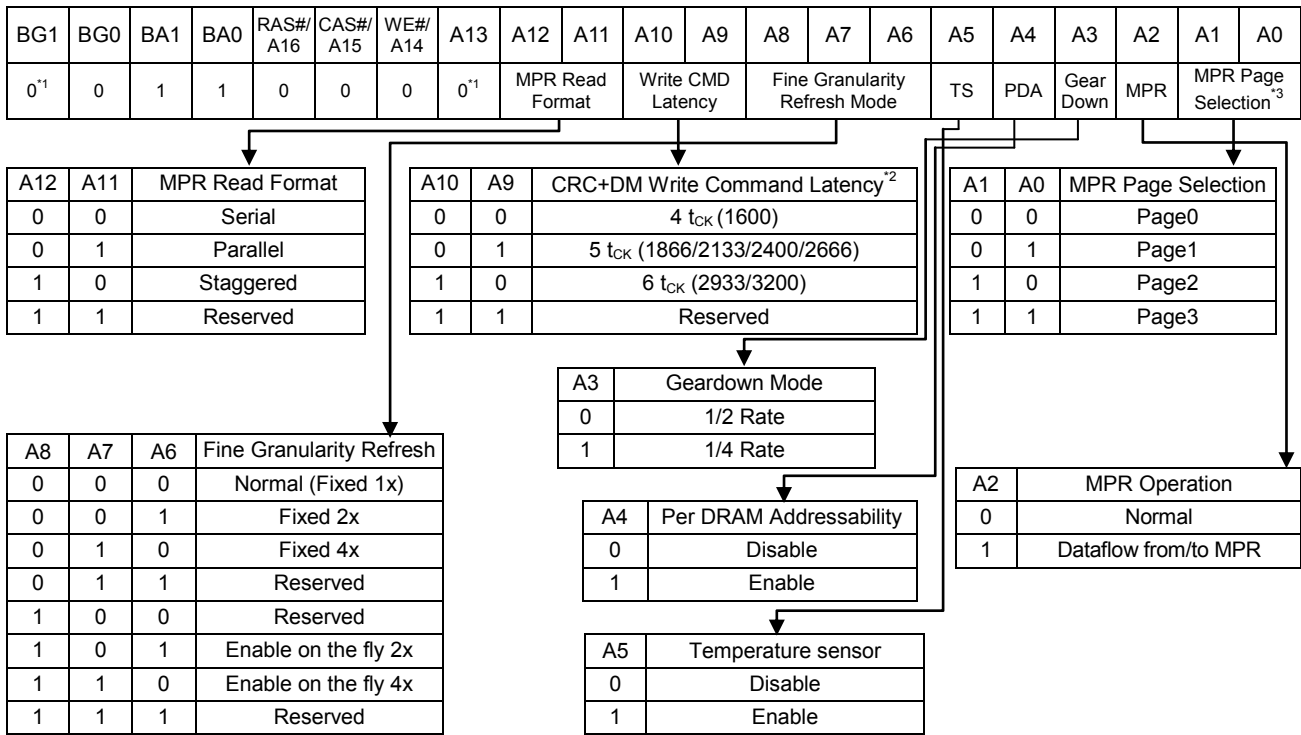 BG1 BG0 BA1 BA0 RAS#/ A16 CAS#/ A15 WE#/ A14 A13 A12 A11 A10 A9 A8 A7 A6 A5 A4 A3 A2 A1 A0
0*1 0 1 1 0 0 0 0*1 MPR Read Format Write CMD Latency Fine Granularity Refresh Mode TS PDA Gear Down MPR MPR Page Selection*3
A12 A11 MPR Read Format
0 0 Serial
0 1 Parallel
1 0 Staggered
1 1 Reserved
A10 A9 CRC+DM Write Command Latency*2
0 0 4 tCK (1600)
0 1 5 tCK (1866/2133/2400/2666)
1 0 6 tCK (2933/3200)
1 1 Reserved
A1 A0 MPR Page Selection
0 0 Page0
0 1 Page1
1 0 Page2
1 1 Page3
A3 Geardown Mode
0 1/2 Rate
1 1/4 Rate
A8 A7 A6 Fine Granularity Refresh
0 0 0 Normal (Fixed 1x)
0 0 1 Fixed 2x
0 1 0 Fixed 4x
0 1 1 Reserved
1 0 0 Reserved
1 0 1 Enable on the fly 2x
1 1 0 Enable on the fly 4x
1 1 1 Reserved
A4 Per DRAM Addressability
0 Disable
1 Enable
A2 MPR Operation
0 Normal
1 Dataflow from/to MPR
A5 Temperature sensor
0 Disable
1 Enable